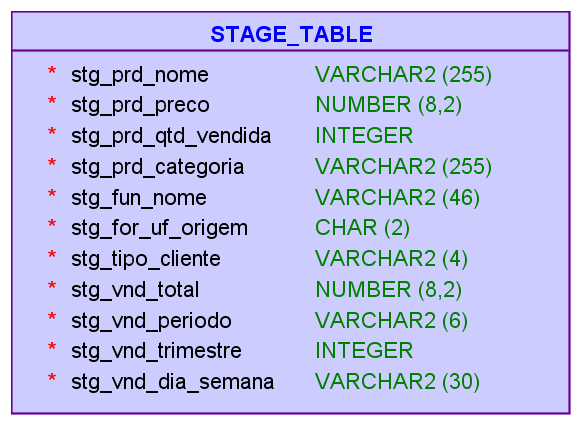 STAGE_TABLE
* stg_prd_nome VARCHAR2 (255)
* stg_prd_preco NUMBER (8,2)
* stg_prd_qtd_vendida INTEGER
* stg_prd_categoria VARCHAR2 (255)
* stg_fun_nome VARCHAR2 (46)
* stg_for_uf_origem CHAR (2)
* stg_tipo_cliente VARCHAR2 (4)
* stg_vnd_total NUMBER (8,2)
* stg_vnd_periodo VARCHAR2 (6)
* stg_vnd_trimestre INTEGER
* stg_vnd_dia_semana VARCHAR2 (30)